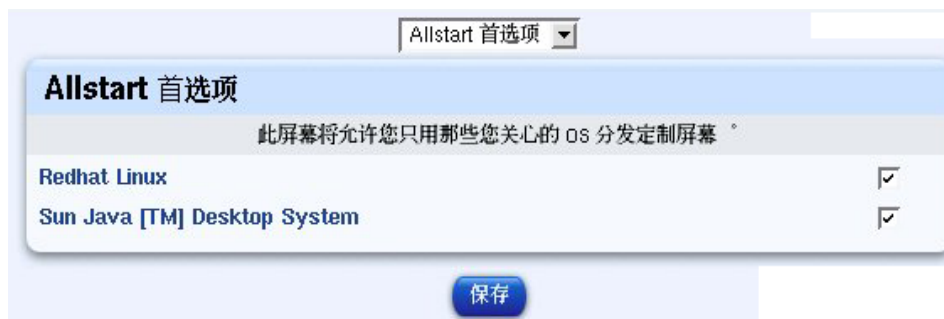 Allstart 首选项
Allstart 首选项
此屏幕将允许您只用那些您关心的 OS 分发定制屏幕。
Redhat Linux
Sun Java [TM] Desktop System
保存